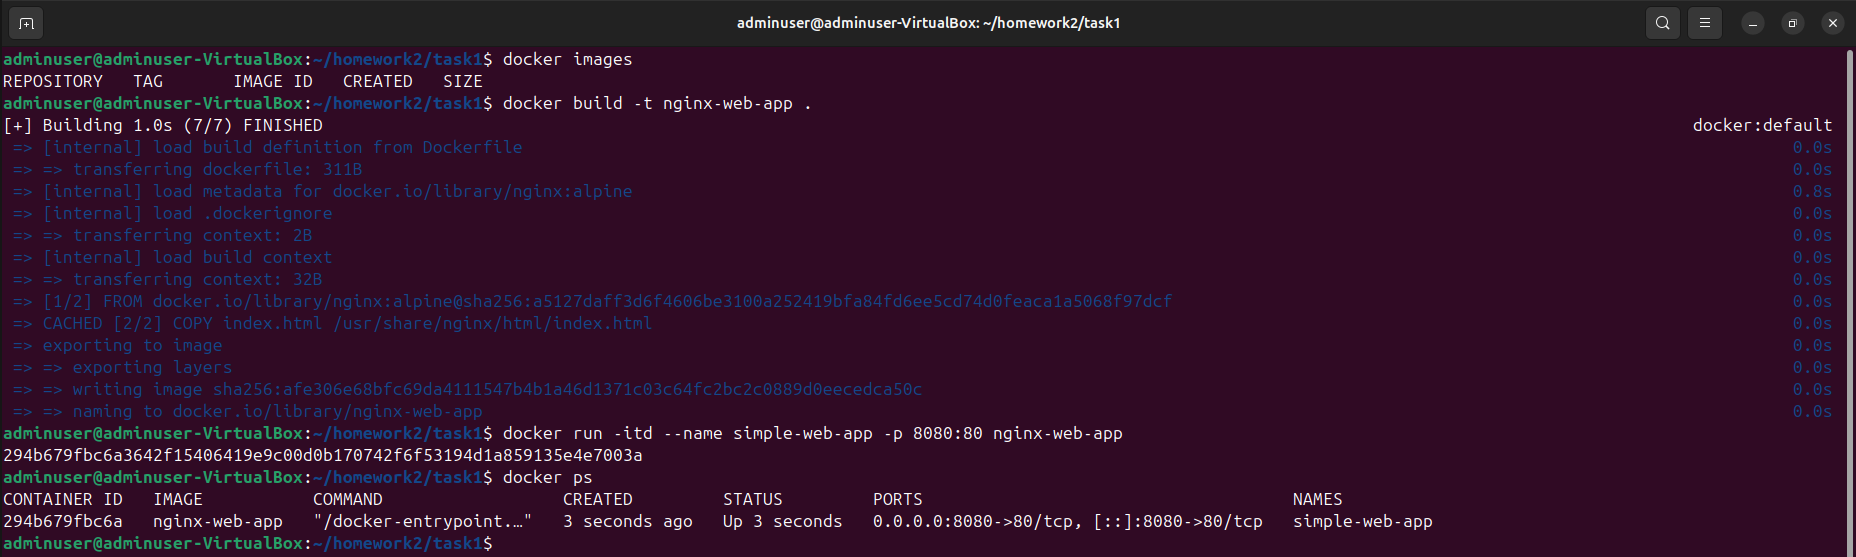 adminuser@adminuser-VirtualBox: ~/homework2/task1
adminuser@adminuser-VirtualBox:~/homework2/task1$ docker images
REPOSITORY   TAG       IMAGE ID   CREATED   SIZE
adminuser@adminuser-VirtualBox:~/homework2/task1$ docker build -t nginx-web-app .
[+] Building 1.0s (7/7) FINISHED docker:default
=> [internal] load build definition from Dockerfile 0.0s
=> => transferring dockerfile: 311B 0.0s
=> [internal] load metadata for docker.io/library/nginx:alpine 0.8s
=> [internal] load .dockerignore 0.0s
=> => transferring context: 2B 0.0s
=> [internal] load build context 0.0s
=> => transferring context: 32B 0.0s
=> [1/2] FROM docker.io/library/nginx:alpine@sha256:a5127daff3d6f4606be3100a252419bfa84fd6ee5cd74d0feaca1a5068f97dcf 0.0s
=> CACHED [2/2] COPY index.html /usr/share/nginx/html/index.html 0.0s
=> exporting to image 0.0s
=> => exporting layers 0.0s
=> => writing image sha256:afe306e68bfc69da4111547b4b1a46d1371c03c64fc2bc2c0889d0eecedca50c 0.0s
=> => naming to docker.io/library/nginx-web-app 0.0s
adminuser@adminuser-VirtualBox:~/homework2/task1$ docker run -itd --name simple-web-app -p 8080:80 nginx-web-app
294b679fbc6a3642f15406419e9c00d0b170742f6f53194d1a859135e4e7003a
adminuser@adminuser-VirtualBox:~/homework2/task1$ docker ps
CONTAINER ID   IMAGE           COMMAND                  CREATED         STATUS         PORTS                                     NAMES
294b679fbc6a   nginx-web-app   "/docker-entrypoint.…"   3 seconds ago   Up 3 seconds   0.0.0.0:8080->80/tcp, [::]:8080->80/tcp   simple-web-app
adminuser@adminuser-VirtualBox:~/homework2/task1$